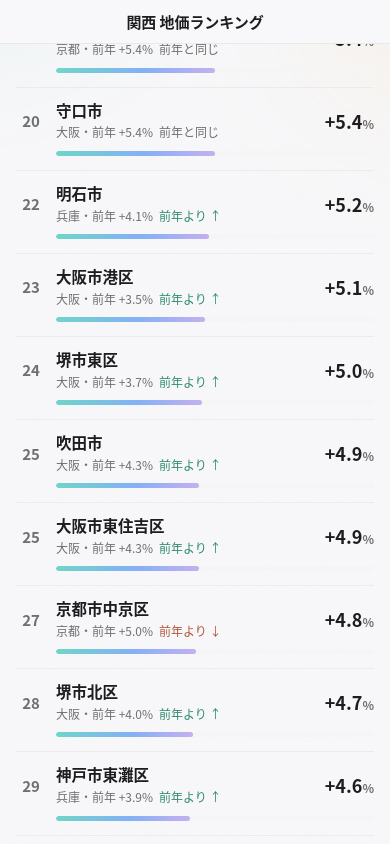 関西 地価ランキング
京都・前年 +5.4% 前年と同じ
20
守口市
大阪・前年 +5.4% 前年と同じ
+5.4%
22
明石市
兵庫・前年 +4.1% 前年より ↑
+5.2%
23
大阪市港区
大阪・前年 +3.5% 前年より ↑
+5.1%
24
堺市東区
大阪・前年 +3.7% 前年より ↑
+5.0%
25
吹田市
大阪・前年 +4.3% 前年より ↑
+4.9%
25
大阪市東住吉区
大阪・前年 +4.3% 前年より ↑
+4.9%
27
京都市中京区
京都・前年 +5.0% 前年より ↓
+4.8%
28
堺市北区
大阪・前年 +4.0% 前年より ↑
+4.7%
29
神戸市東灘区
兵庫・前年 +3.9% 前年より ↑
+4.6%